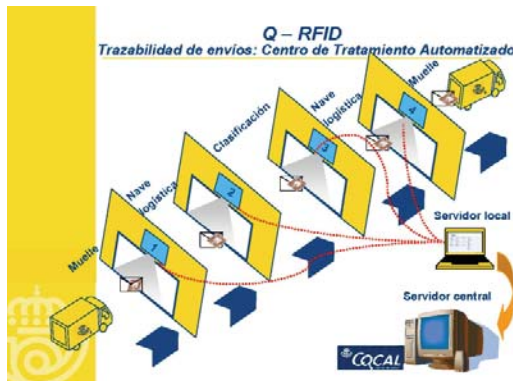 Q – RFID
Trazabilidad de envíos: Centro de Tratamiento Automatizado
Muelle
Nave
logística
Clasificación
Nave
logística
Muelle
1
2
3
4
Servidor local
Servidor central
CQCAL